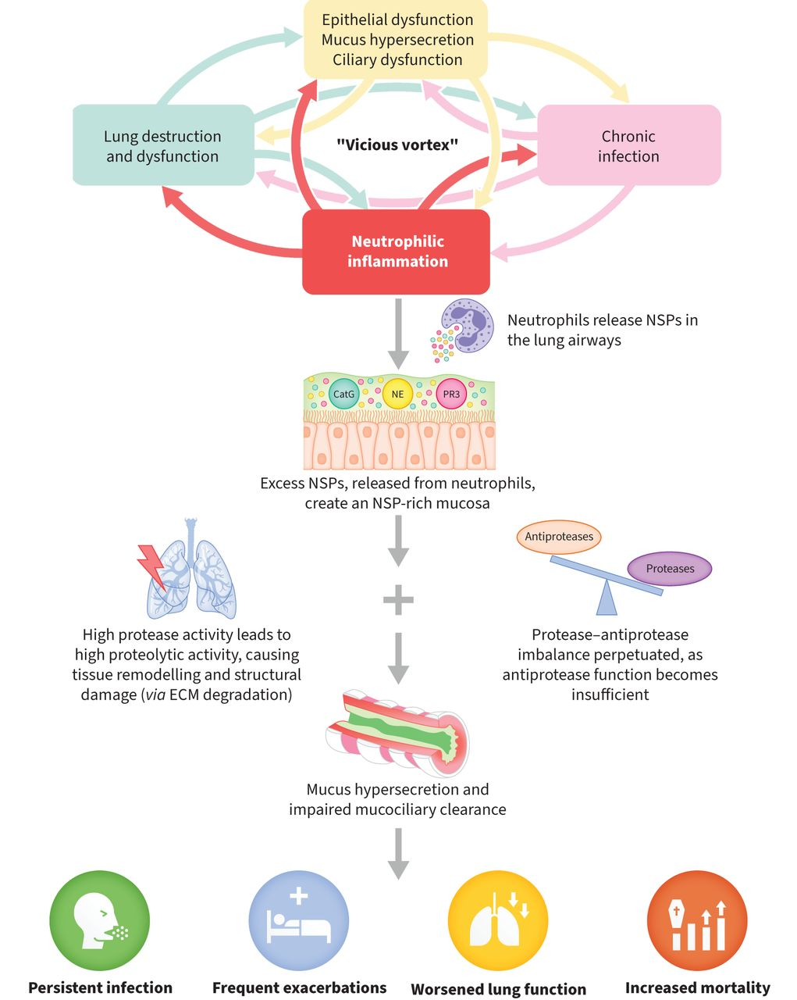 Epithelial dysfunction
Mucus hypersecretion
Ciliary dysfunction
Lung destruction
and dysfunction
"Vicious vortex"
Chronic
infection
Neutrophilic
inflammation
Neutrophils release NSPs in
the lung airways
CatG
NE
PR3
Excess NSPs, released from neutrophils,
create an NSP-rich mucosa
Antiproteases
Proteases
High protease activity leads to
high proteolytic activity, causing
tissue remodelling and structural
damage (via ECM degradation)
Protease–antiprotease
imbalance perpetuated, as
antiprotease function becomes
insufficient
Mucus hypersecretion and
impaired mucociliary clearance
Persistent infection
Frequent exacerbations
Worsened lung function
Increased mortality